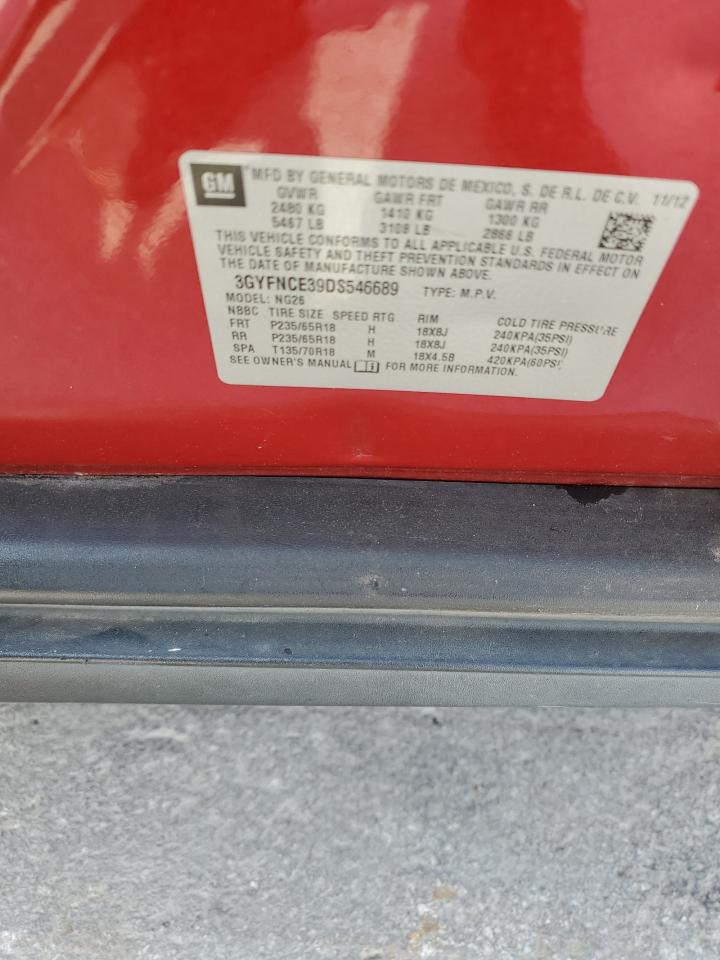 GM
MFD BY GENERAL MOTORS DE MEXICO, S. DE R.L. DE C.V. 11/12
GVWR GAWR FRT GAWR RR
2480 KG 1410 KG 1300 KG
5467 LB 3108 LB 2866 LB
THIS VEHICLE CONFORMS TO ALL APPLICABLE U.S. FEDERAL MOTOR
VEHICLE SAFETY AND THEFT PREVENTION STANDARDS IN EFFECT ON
THE DATE OF MANUFACTURE SHOWN ABOVE.
3GYFNCE39DS546689 TYPE: M.P.V.
MODEL: NG26
NBBC TIRE SIZE SPEED RTG RIM COLD TIRE PRESSURE
FRT P235/65R18 H 18X8J 240KPA(35PSI)
RR P235/65R18 H 18X8J 240KPA(35PSI)
SPA T135/70R18 M 18X4.5B 420KPA(60PSI)
SEE OWNER'S MANUAL FOR MORE INFORMATION.